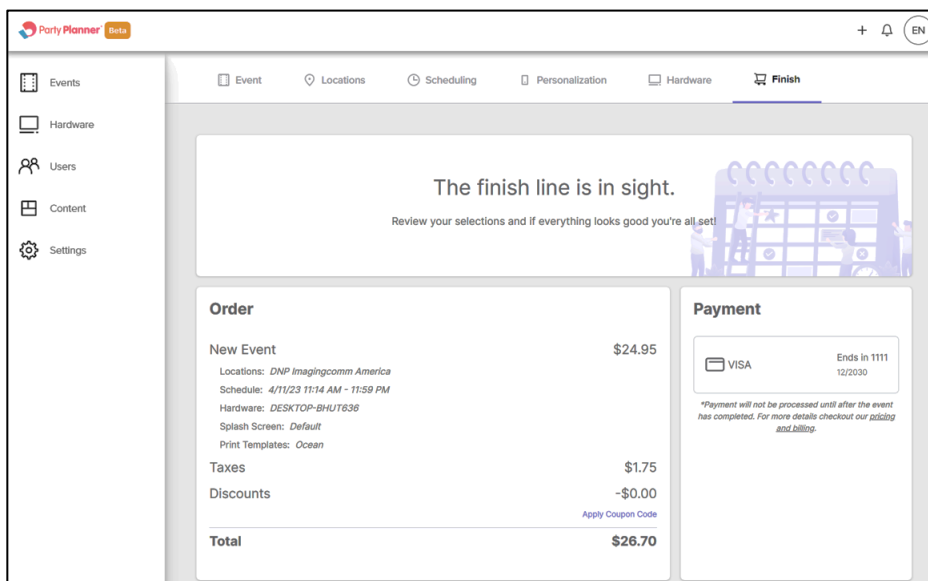 Party Planner Beta
EN
Events
Hardware
Users
Content
Settings
Event Locations Scheduling Personalization Hardware Finish
The finish line is in sight.
Review your selections and if everything looks good you're all set!
Order
New Event $24.95
Locations: DNP Imagingcomm America
Schedule: 4/11/23 11:14 AM - 11:59 PM
Hardware: DESKTOP-BHUT636
Splash Screen: Default
Print Templates: Ocean
Taxes $1.75
Discounts -$0.00
Apply Coupon Code
Total $26.70
Payment
VISA Ends in 1111
12/2030
*Payment will not be processed until after the event
has completed. For more details checkout our pricing
and billing.